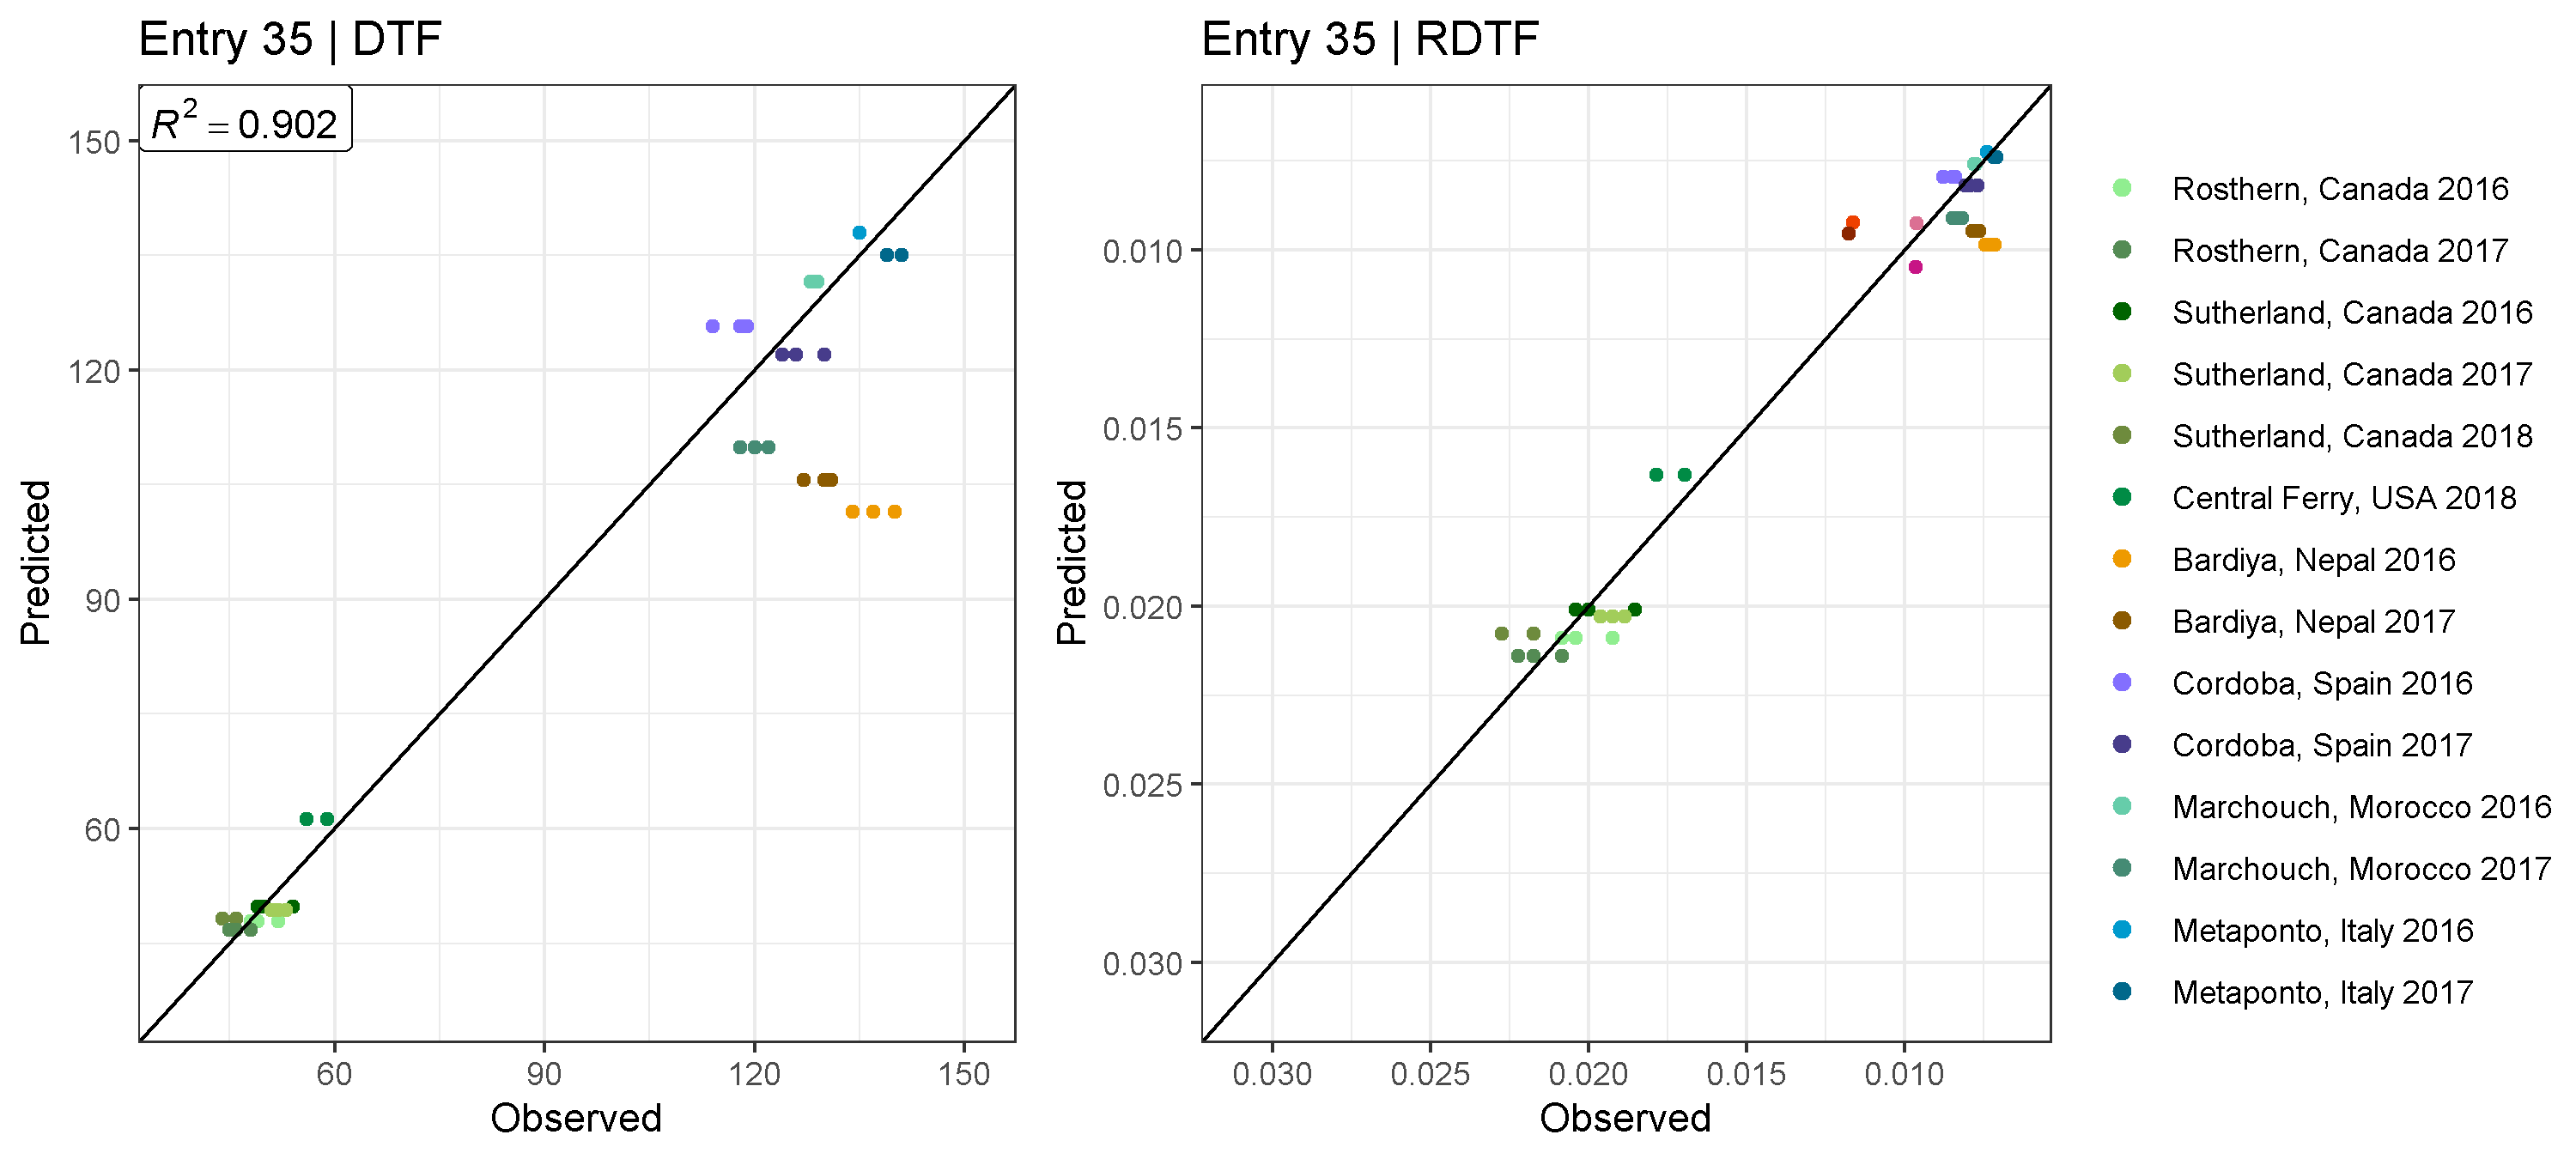 Entry 35 | DTF
R² = 0.902
150
120
90
60
Predicted
60 90 120 150
Observed
Entry 35 | RDTF
0.010
0.015
0.020
0.025
0.030
Predicted
0.030 0.025 0.020 0.015 0.010
Observed
Rosthern, Canada 2016
Rosthern, Canada 2017
Sutherland, Canada 2016
Sutherland, Canada 2017
Sutherland, Canada 2018
Central Ferry, USA 2018
Bardiya, Nepal 2016
Bardiya, Nepal 2017
Cordoba, Spain 2016
Cordoba, Spain 2017
Marchouch, Morocco 2016
Marchouch, Morocco 2017
Metaponto, Italy 2016
Metaponto, Italy 2017